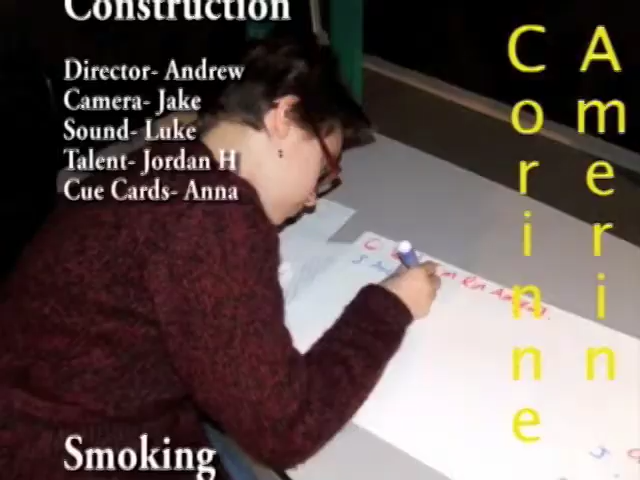 Construction
Director- Andrew
Camera- Jake
Sound- Luke
Talent- Jordan H
Cue Cards- Anna
Smoking
Corinne
Amerin